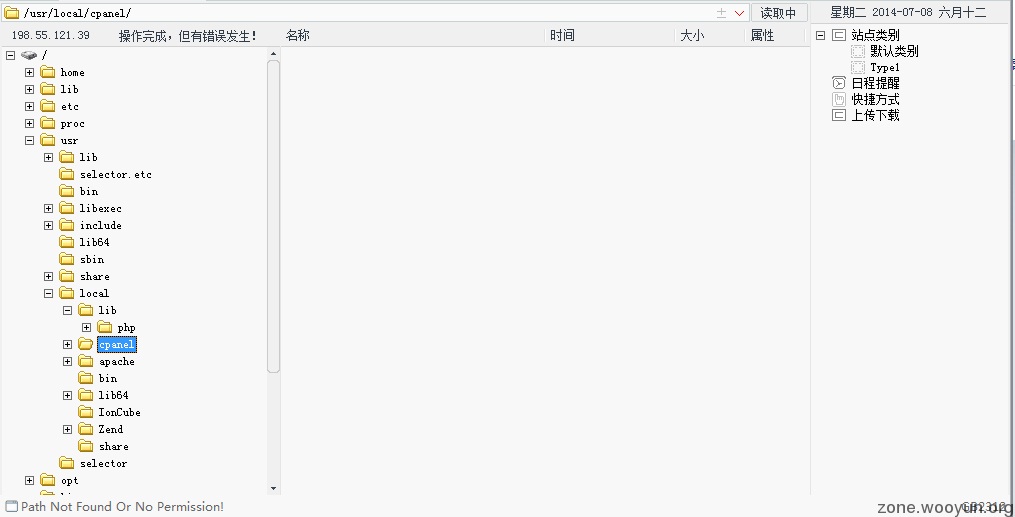 /usr/local/cpanel/ 读取中 星期二 2014-07-08 六月十二
198.55.121.39 操作完成，但有错误发生！ 名称 时间 大小 属性
/
home
lib
etc
proc
usr
lib
selector.etc
bin
libexec
include
lib64
sbin
share
local
lib
php
cpanel
apache
bin
lib64
IonCube
Zend
share
selector
opt
站点类别
默认类别
Type1
日程提醒
快捷方式
上传下载
Path Not Found Or No Permission!
GB2312
zone.wooyun.org